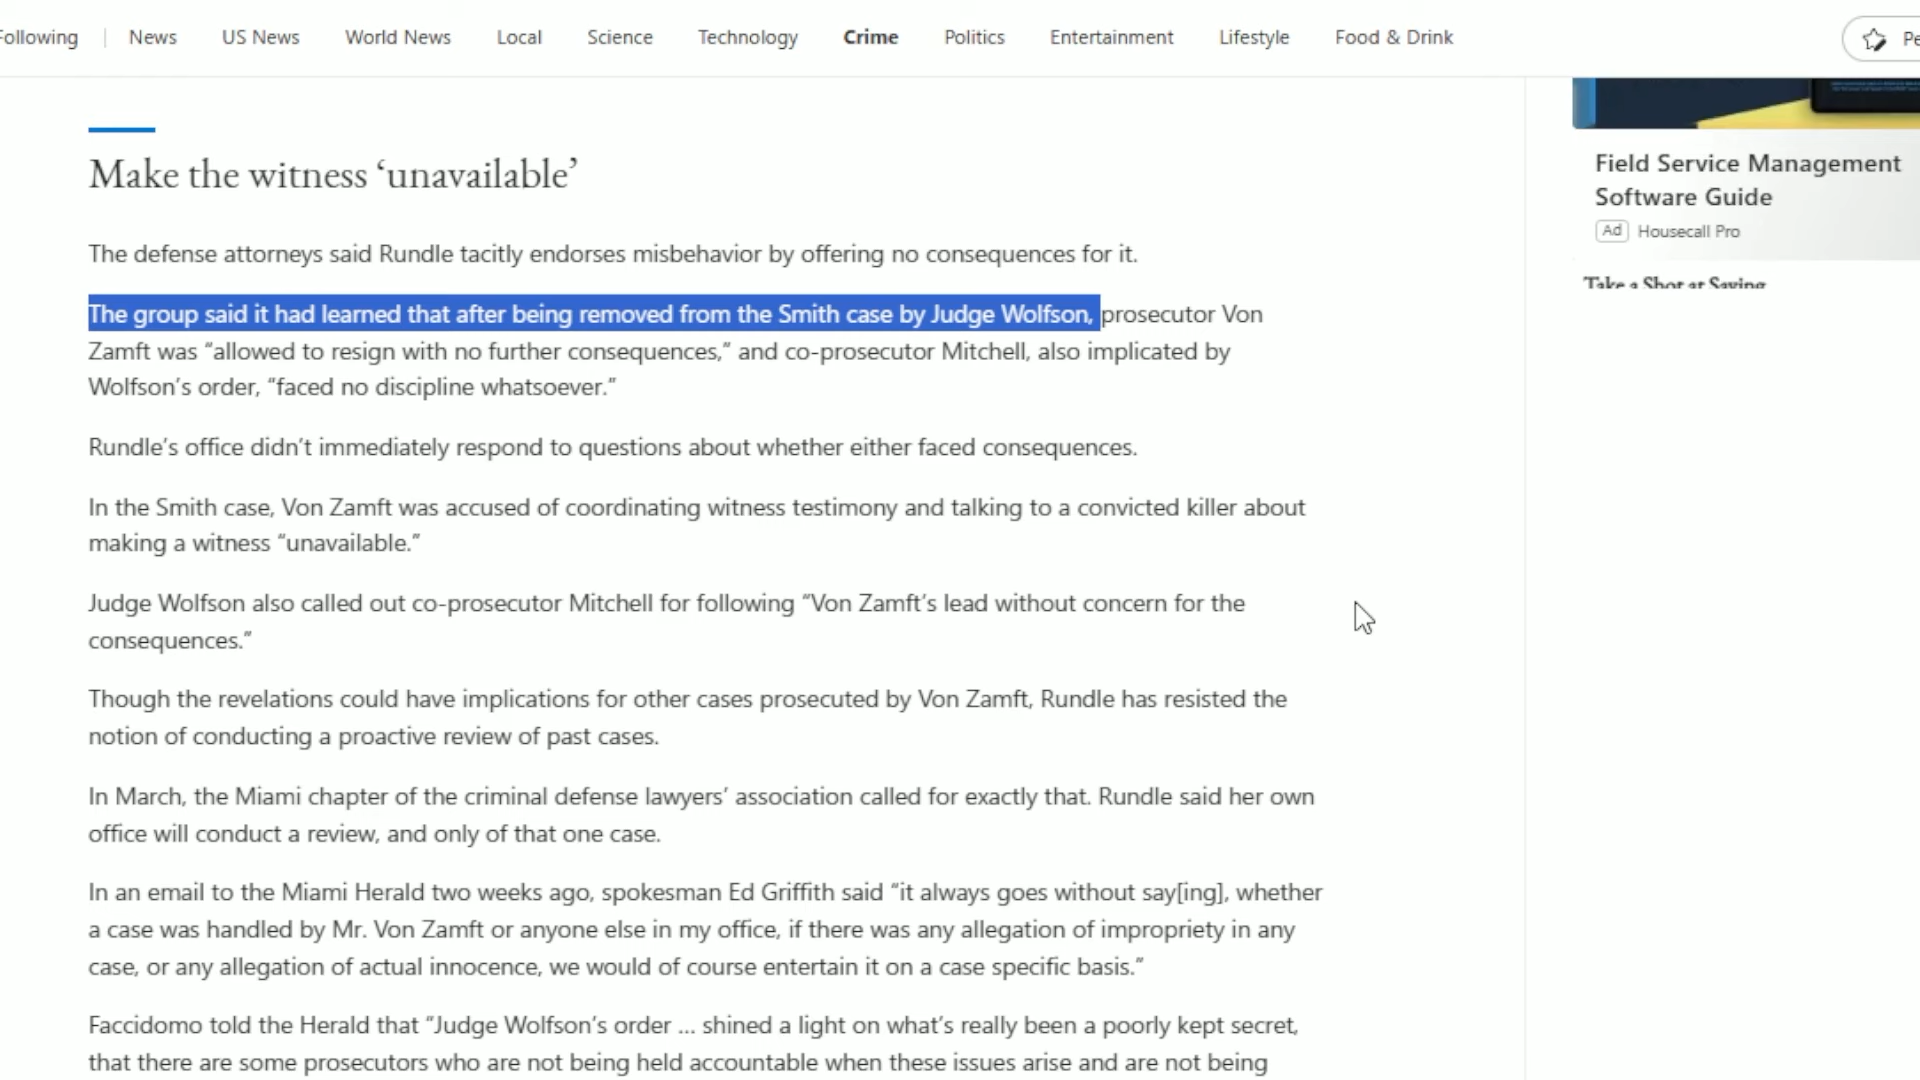 Following News US News World News Local Science Technology Crime Politics Entertainment Lifestyle Food & Drink
Make the witness ‘unavailable’
The defense attorneys said Rundle tacitly endorses misbehavior by offering no consequences for it.
The group said it had learned that after being removed from the Smith case by Judge Wolfson, prosecutor Von
Zamft was “allowed to resign with no further consequences,” and co-prosecutor Mitchell, also implicated by
Wolfson’s order, “faced no discipline whatsoever.”
Rundle’s office didn’t immediately respond to questions about whether either faced consequences.
In the Smith case, Von Zamft was accused of coordinating witness testimony and talking to a convicted killer about
making a witness “unavailable.”
Judge Wolfson also called out co-prosecutor Mitchell for following “Von Zamft’s lead without concern for the
consequences.”
Though the revelations could have implications for other cases prosecuted by Von Zamft, Rundle has resisted the
notion of conducting a proactive review of past cases.
In March, the Miami chapter of the criminal defense lawyers’ association called for exactly that. Rundle said her own
office will conduct a review, and only of that one case.
In an email to the Miami Herald two weeks ago, spokesman Ed Griffith said “it always goes without say[ing], whether
a case was handled by Mr. Von Zamft or anyone else in my office, if there was any allegation of impropriety in any
case, or any allegation of actual innocence, we would of course entertain it on a case specific basis.”
Faccidomo told the Herald that “Judge Wolfson’s order ... shined a light on what’s really been a poorly kept secret,
that there are some prosecutors who are not being held accountable when these issues arise and are not being
Pe
Field Service Management
Software Guide
Ad Housecall Pro
Take a Shot at Saving